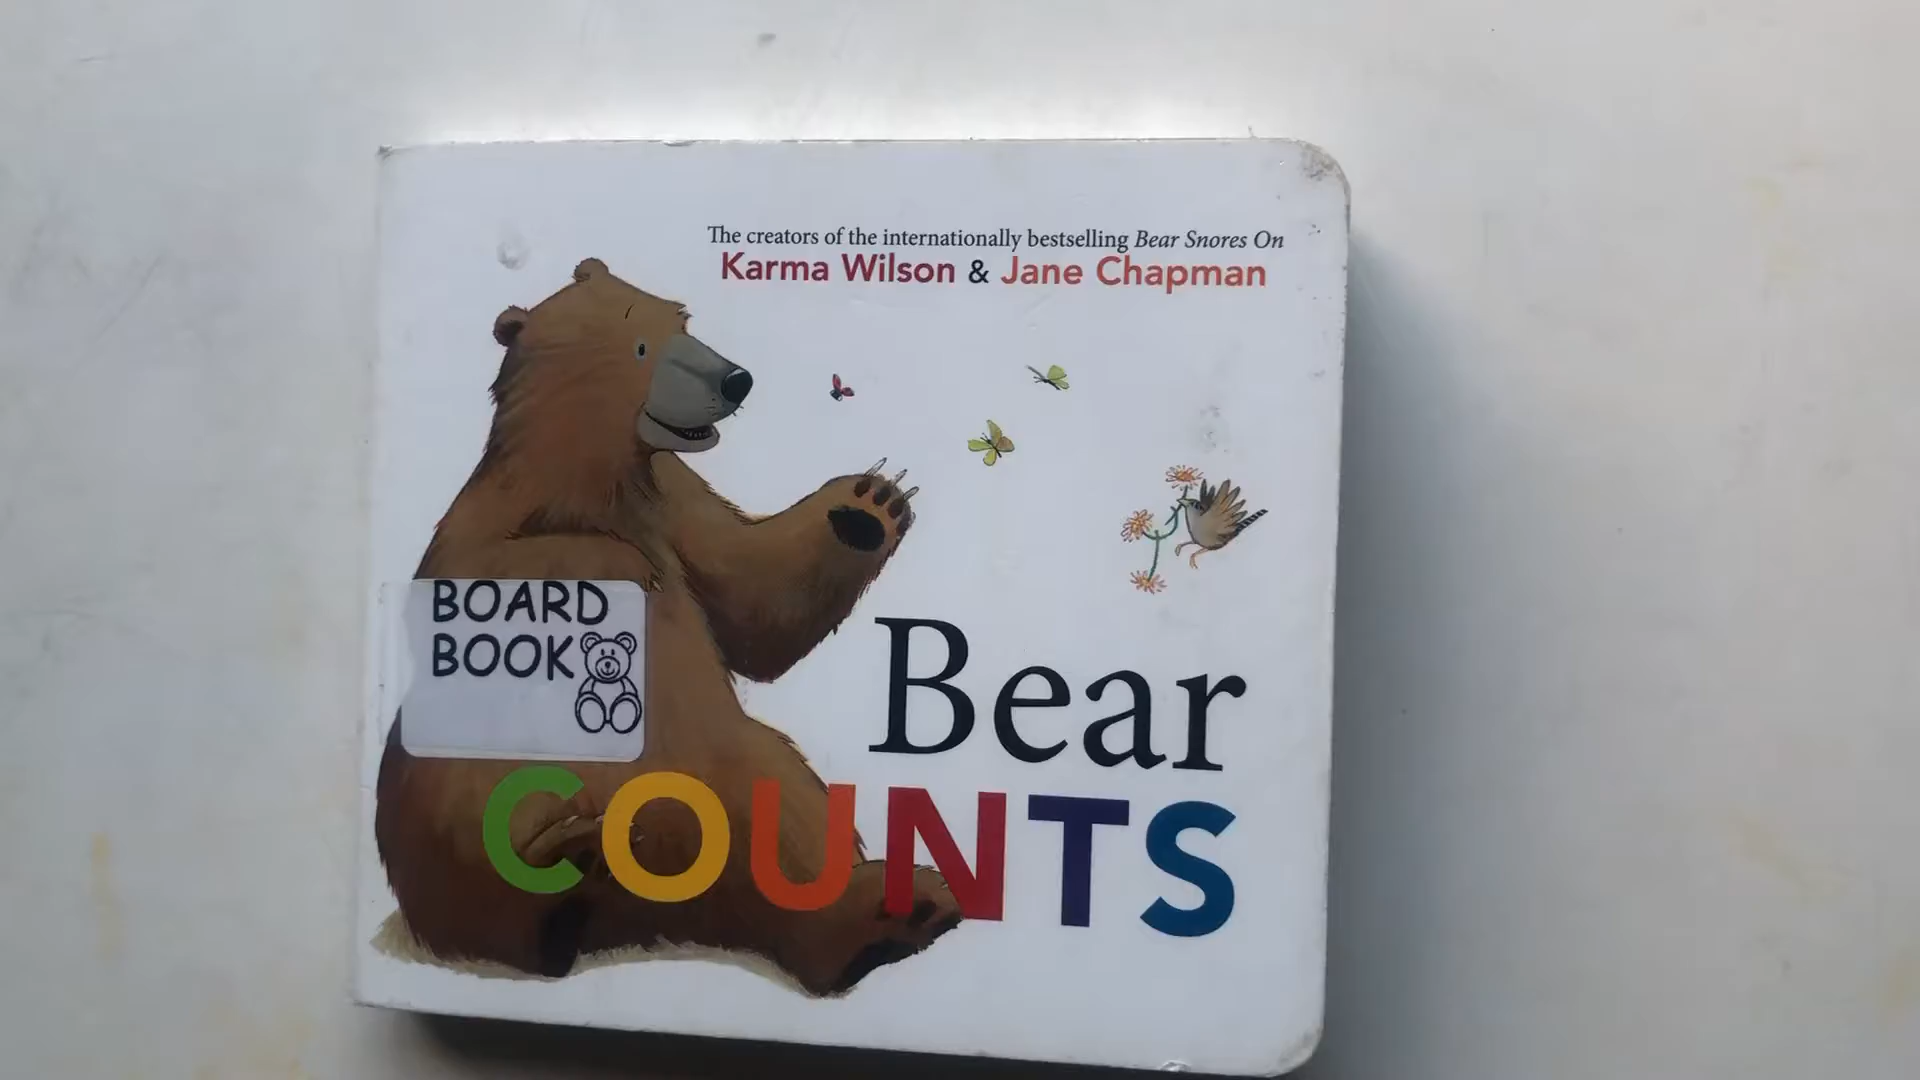 The creators of the internationally bestselling Bear Snores On
Karma Wilson & Jane Chapman
BOARD
BOOK
Bear
COUNTS